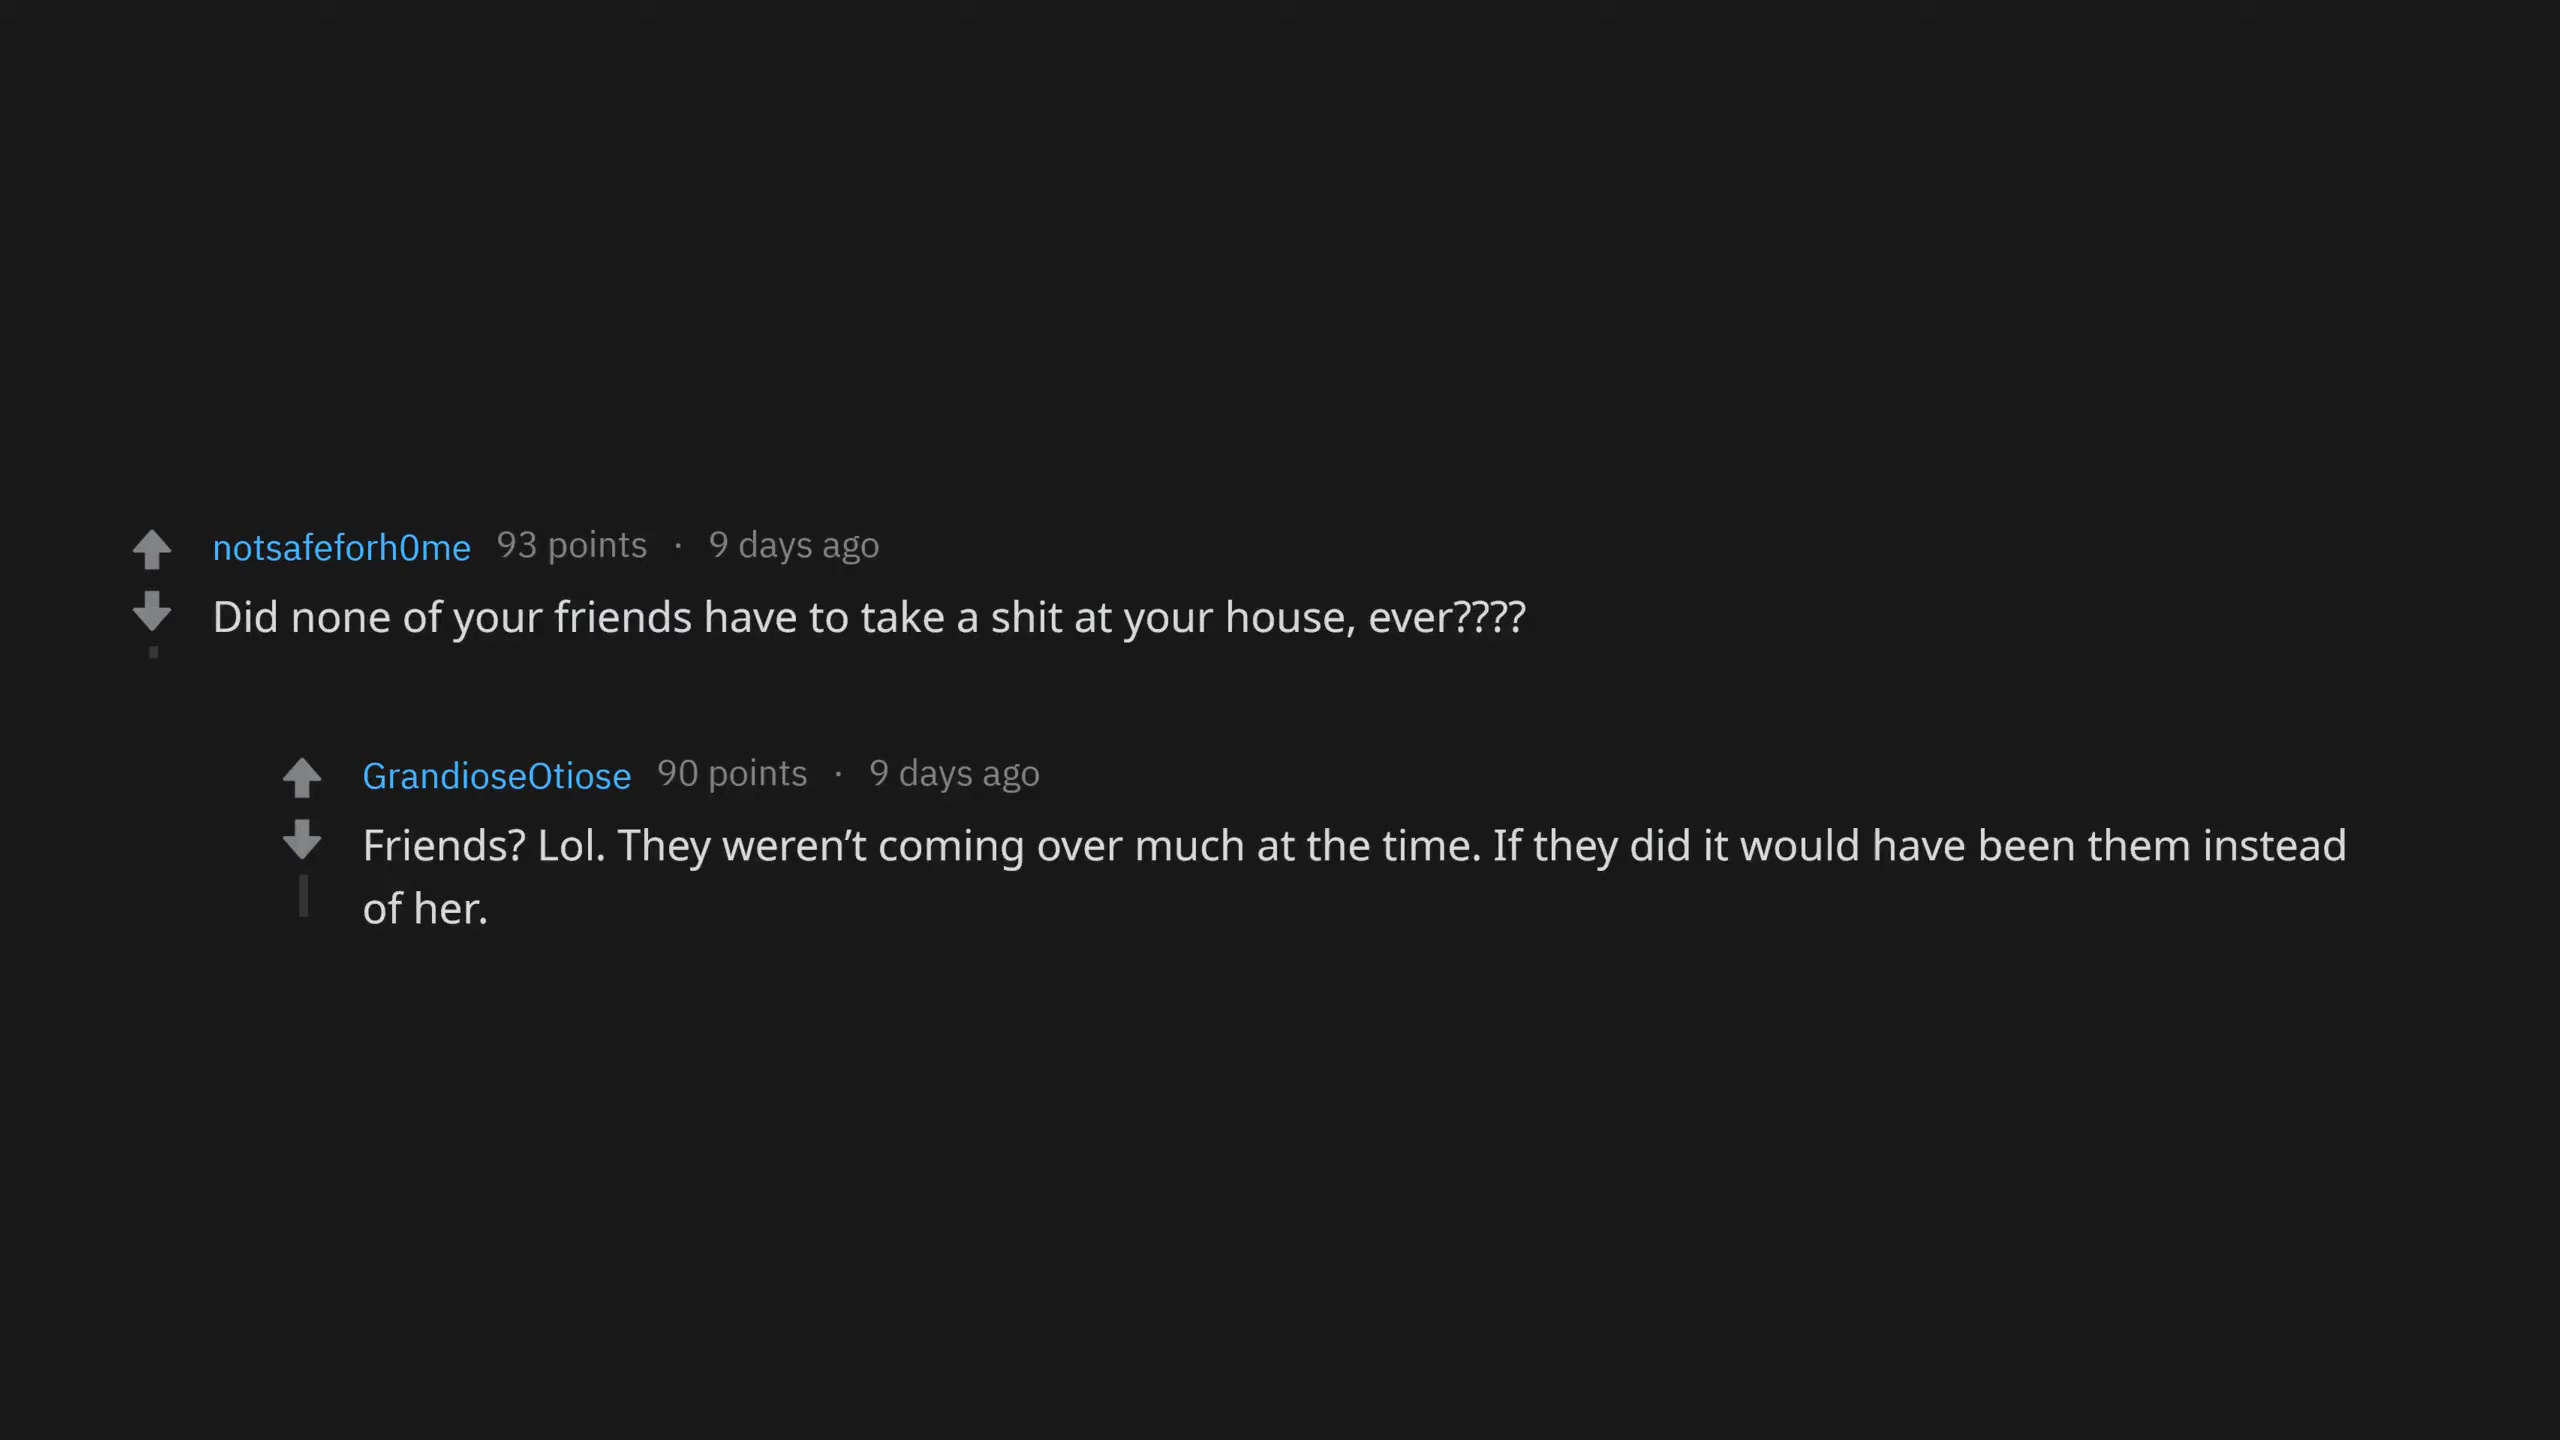 notsafeforh0me 93 points · 9 days ago
Did none of your friends have to take a shit at your house, ever????
GrandioseOtiose 90 points · 9 days ago
Friends? Lol. They weren’t coming over much at the time. If they did it would have been them instead
of her.